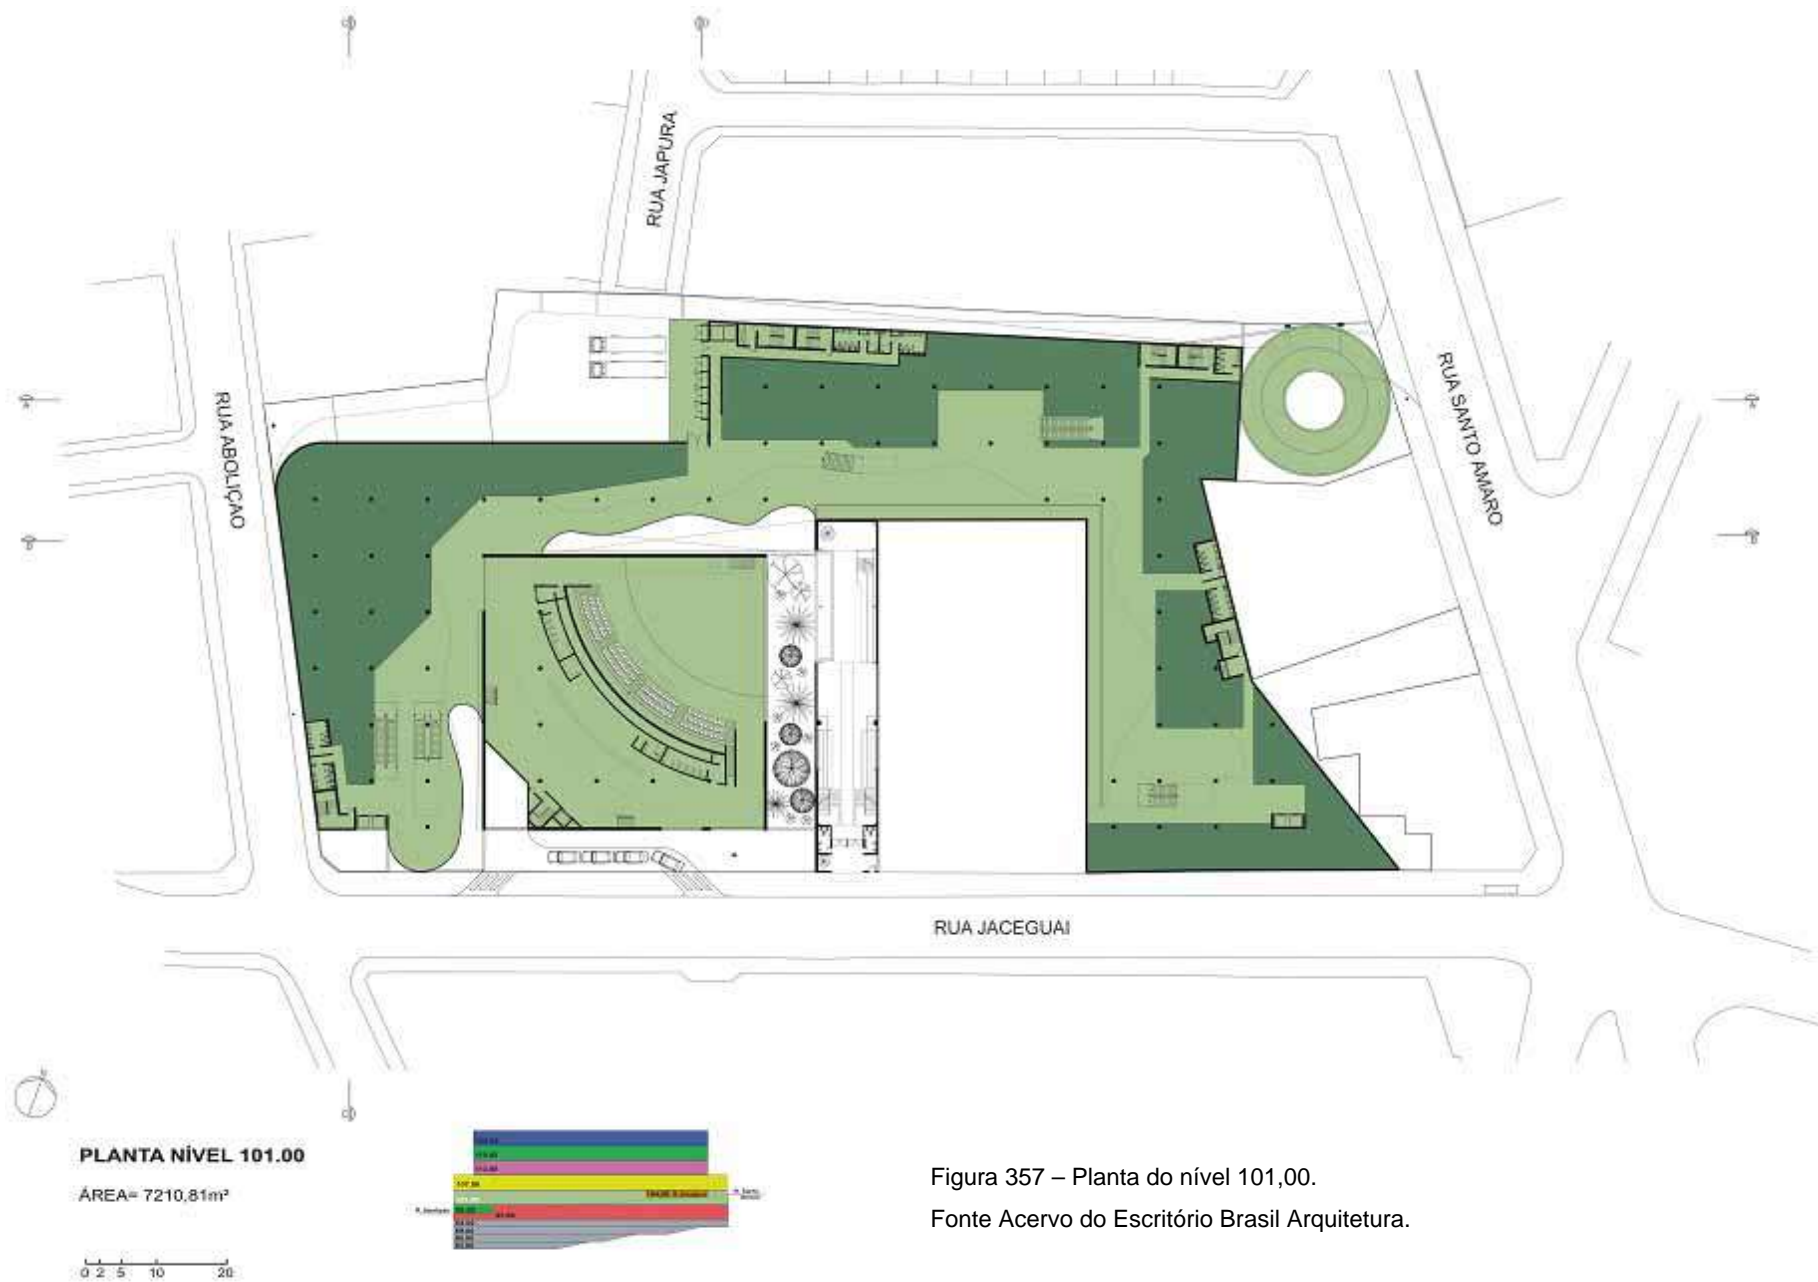 RUA JAPURA
RUA ABOLIÇAO
RUA SANTO AMARO
RUA JACEGUAI
PLANTA NÍVEL 101.00
ÁREA= 7210,81m²
0 2 5 10 20
Figura 357 – Planta do nível 101,00.
Fonte Acervo do Escritório Brasil Arquitetura.